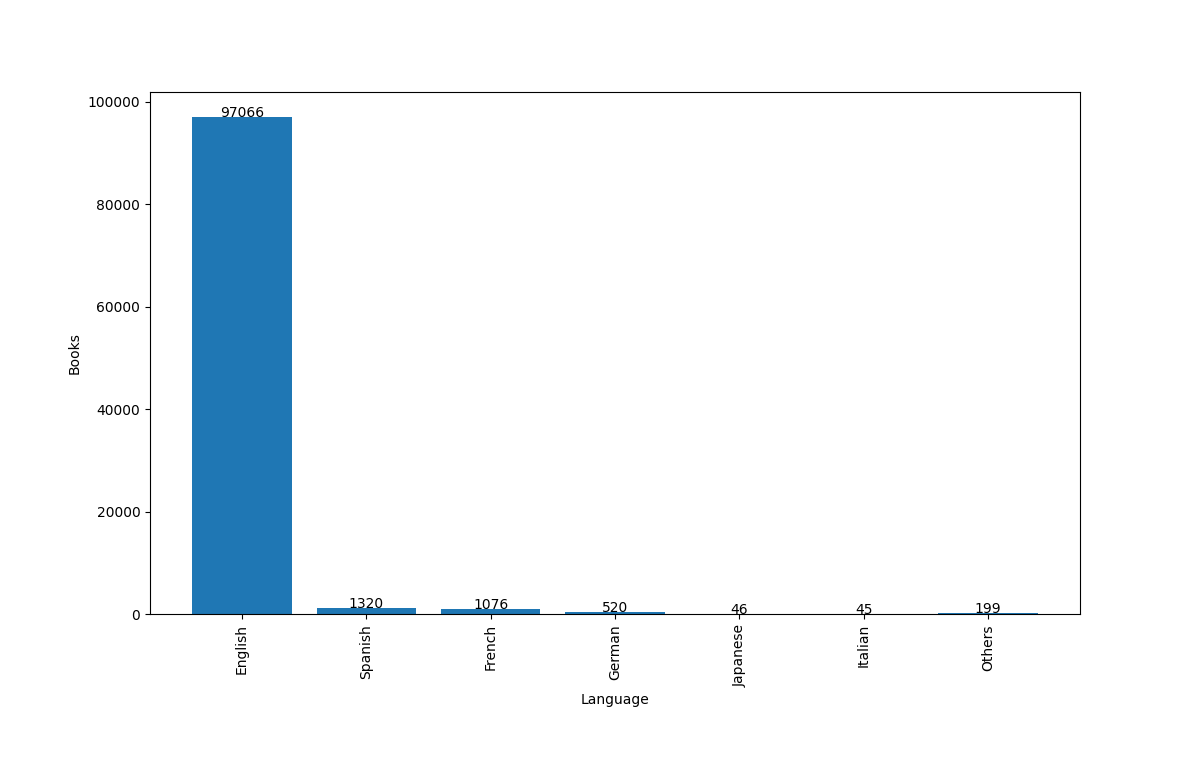 100000
80000
60000
40000
20000
0
Books
97066
1320
1076
520
46
45
199
English
Spanish
French
German
Japanese
Italian
Others
Language